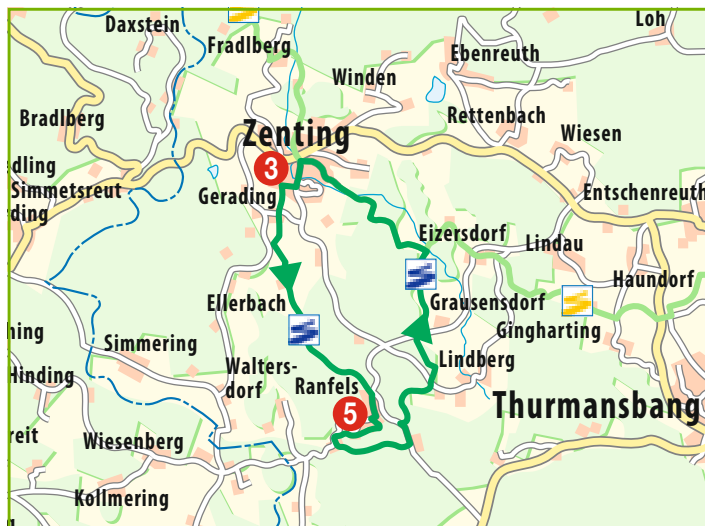 Daxstein
Loh
Fradlberg
Ebenreuth
Winden
Bradlberg
Rettenbach
Zenting
Wiesen
dling
3
Simmetsreut
Gerading
Entschenreuth
rding
Eizersdorf
Lindau
Haundorf
Ellerbach
Grausensdorf
Gingharting
ning
Simmering
Lindberg
Walters-
dorf
Hinding
Ranfels
5
Thurmansbang
reit
Wiesenberg
Kollmering